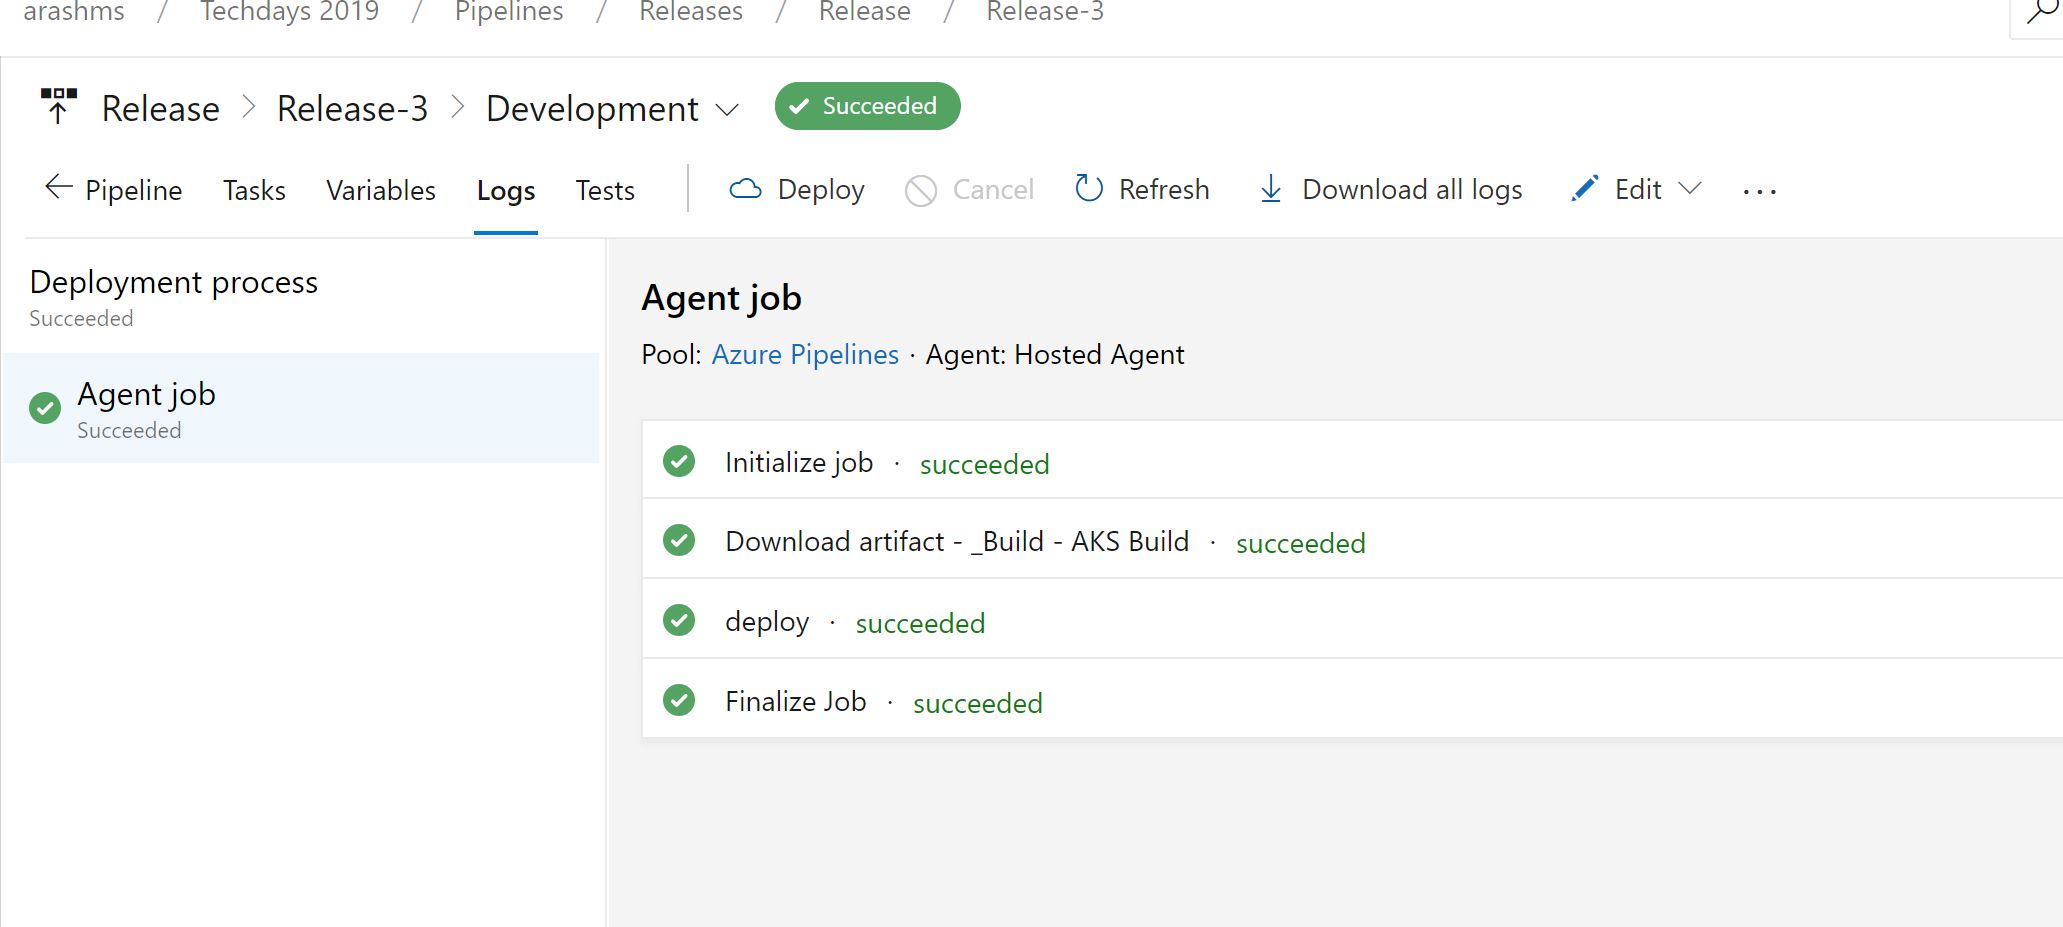 arashms / Techdays 2019 / Pipelines / Releases / Release / Release-3
Release > Release-3 > Development Succeeded
Pipeline Tasks Variables Logs Tests Deploy Cancel Refresh Download all logs Edit ...
Deployment process
Succeeded
Agent job
Succeeded
Agent job
Pool: Azure Pipelines · Agent: Hosted Agent
Initialize job · succeeded
Download artifact - _Build - AKS Build · succeeded
deploy · succeeded
Finalize Job · succeeded